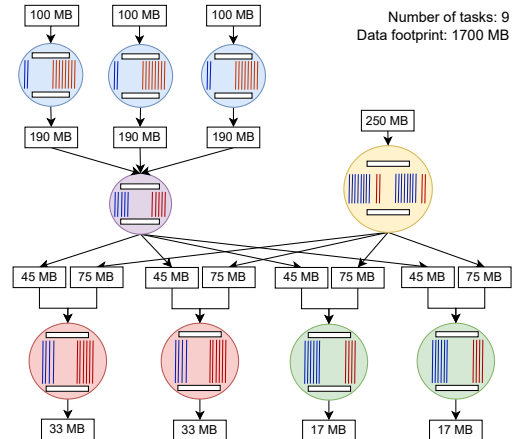 100 MB 100 MB 100 MB
Number of tasks: 9
Data footprint: 1700 MB
190 MB 190 MB 190 MB
250 MB
45 MB 75 MB 45 MB 75 MB 45 MB 75 MB 45 MB 75 MB
33 MB 33 MB 17 MB 17 MB